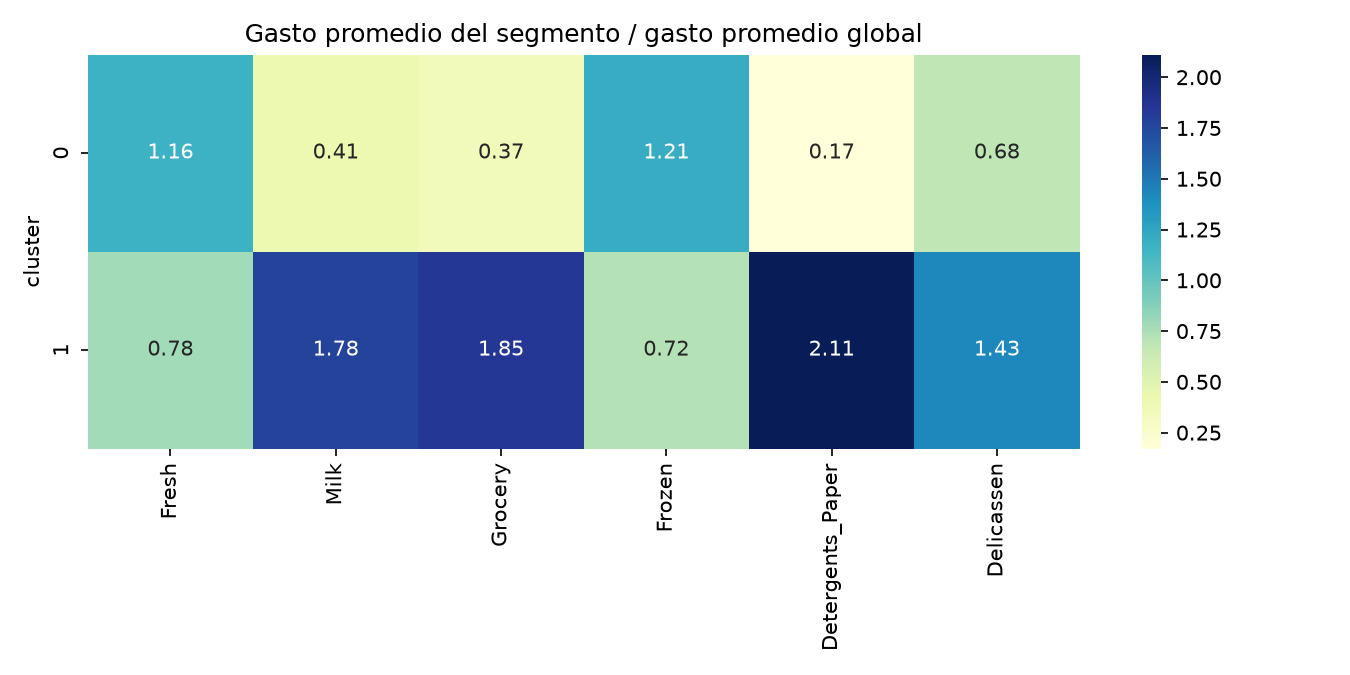 Gasto promedio del segmento / gasto promedio global
cluster
0
1.16 0.41 0.37 1.21 0.17 0.68
1
0.78 1.78 1.85 0.72 2.11 1.43
Fresh
Milk
Grocery
Frozen
Detergents_Paper
Delicassen
2.00
1.75
1.50
1.25
1.00
0.75
0.50
0.25